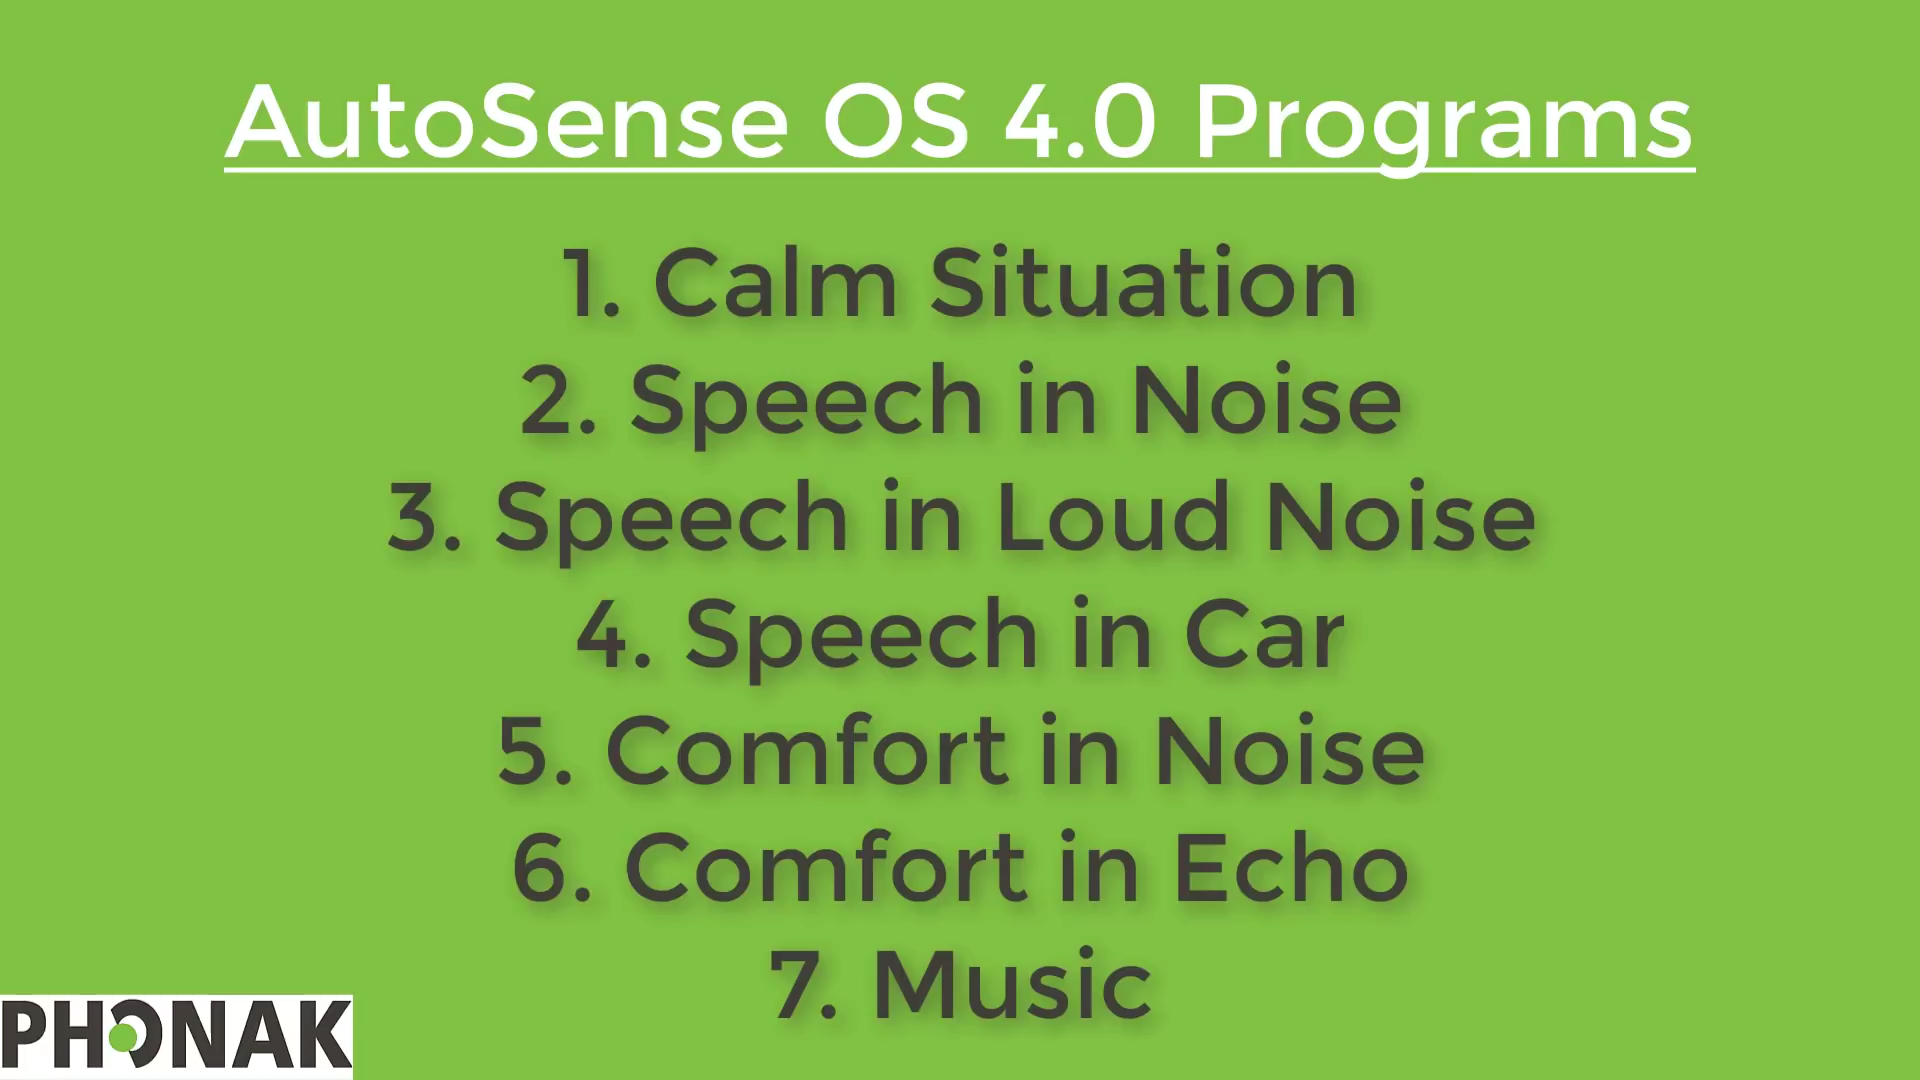 AutoSense OS 4.0 Programs
1. Calm Situation
2. Speech in Noise
3. Speech in Loud Noise
4. Speech in Car
5. Comfort in Noise
6. Comfort in Echo
7. Music
PHONAK